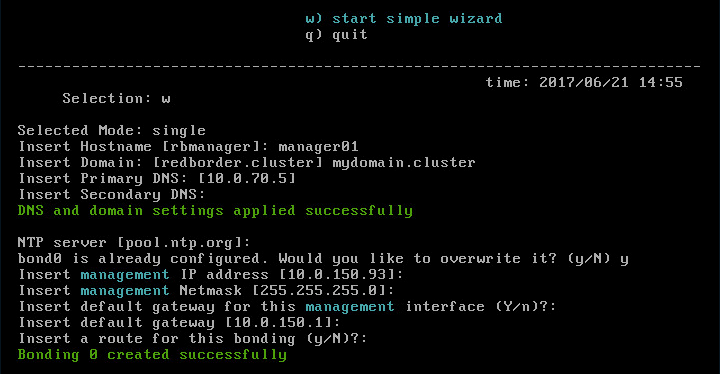 w) start simple wizard
q) quit
--------------------------------------------------------------------------------
time: 2017/06/21 14:55
Selection: w
Selected Mode: single
Insert Hostname [rbmanager]: manager01
Insert Domain: [redborder.cluster] mydomain.cluster
Insert Primary DNS: [10.0.70.5]
Insert Secondary DNS:
DNS and domain settings applied successfully
NTP server [pool.ntp.org]:
bond0 is already configured. Would you like to overwrite it? (y/N) y
Insert management IP address [10.0.150.93]:
Insert management Netmask [255.255.255.0]:
Insert default gateway for this management interface (Y/n)?:
Insert default gateway [10.0.150.1]:
Insert a route for this bonding (y/N)?:
Bonding 0 created successfully